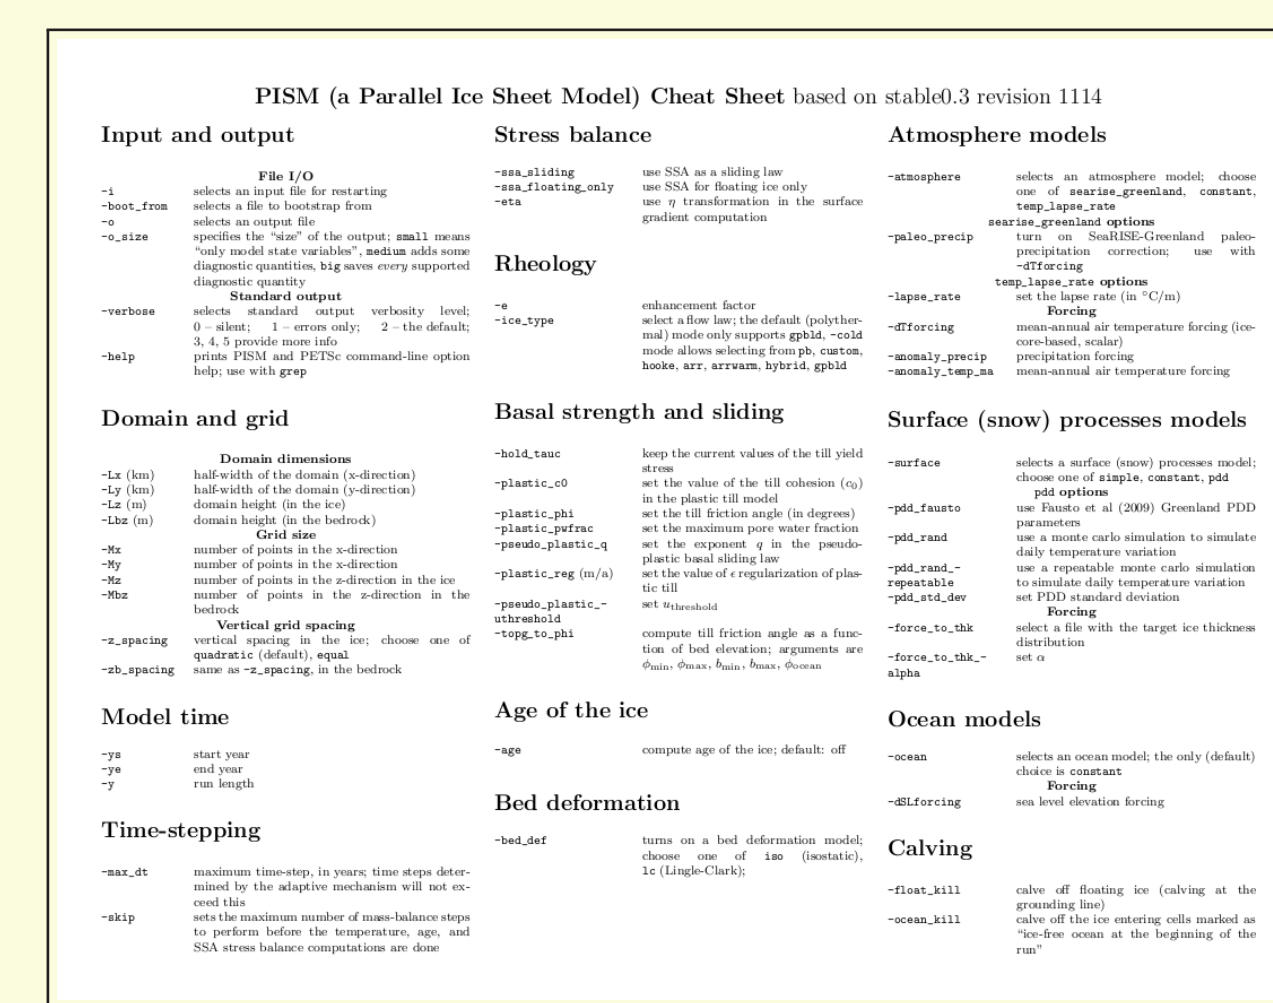 PISM (a Parallel Ice Sheet Model) Cheat Sheet based on stable0.3 revision 1114
Input and output
File I/O
-i selects an input file for restarting
-boot_from selects a file to bootstrap from
-o selects an output file
-o_size specifies the “size” of the output; small means
“only model state variables”, medium adds some
diagnostic quantities, big saves every supported
diagnostic quantity
Standard output
-verbose selects standard output verbosity level;
0 – silent; 1 – errors only; 2 – the default;
3, 4, 5 provide more info
-help prints PISM and PETSc command-line option
help; use with grep
Domain and grid
Domain dimensions
-Lx (km) half-width of the domain (x-direction)
-Ly (km) half-width of the domain (y-direction)
-Lz (m) domain height (in the ice)
-Lbz (m) domain height (in the bedrock)
Grid size
-Mx number of points in the x-direction
-My number of points in the x-direction
-Mz number of points in the z-direction in the ice
-Mbz number of points in the z-direction in the
bedrock
Vertical grid spacing
-z_spacing vertical spacing in the ice; choose one of
quadratic (default), equal
-zb_spacing same as -z_spacing, in the bedrock
Model time
-ys start year
-ye end year
-y run length
Time-stepping
-max_dt maximum time-step, in years; time steps deter-
mined by the adaptive mechanism will not ex-
ceed this
-skip sets the maximum number of mass-balance steps
to perform before the temperature, age, and
SSA stress balance computations are done
Stress balance
-ssa_sliding use SSA as a sliding law
-ssa_floating_only use SSA for floating ice only
-eta use η transformation in the surface
gradient computation
Rheology
-e enhancement factor
-ice_type select a flow law; the default (polyther-
mal) mode only supports gpbld, -cold
mode allows selecting from pb, custom,
hooke, arr, arrwarm, hybrid, gpbld
Basal strength and sliding
-hold_tauc keep the current values of the till yield
stress
-plastic_c0 set the value of the till cohesion (c0)
in the plastic till model
-plastic_phi set the till friction angle (in degrees)
-plastic_pwfrac set the maximum pore water fraction
-pseudo_plastic_q set the exponent q in the pseudo-
plastic basal sliding law
-plastic_reg (m/a) set the value of ϵ regularization of plas-
tic till
-pseudo_plastic_- set uthreshold
uthreshold
-topg_to_phi compute till friction angle as a func-
tion of bed elevation; arguments are
ϕmin, ϕmax, bmin, bmax, ϕocean
Age of the ice
-age compute age of the ice; default: off
Bed deformation
-bed_def turns on a bed deformation model;
choose one of iso (isostatic),
lc (Lingle-Clark);
Atmosphere models
-atmosphere selects an atmosphere model; choose
one of searise_greenland, constant,
temp_lapse_rate
searise_greenland options
-paleo_precip turn on SeaRISE-Greenland paleo-
precipitation correction; use with
-dTforcing
temp_lapse_rate options
-lapse_rate set the lapse rate (in °C/m)
Forcing
-dTforcing mean-annual air temperature forcing (ice-
core-based, scalar)
-anomaly_precip precipitation forcing
-anomaly_temp_ma mean-annual air temperature forcing
Surface (snow) processes models
-surface selects a surface (snow) processes model;
choose one of simple, constant, pdd
pdd options
-pdd_fausto use Fausto et al (2009) Greenland PDD
parameters
-pdd_rand use a monte carlo simulation to simulate
daily temperature variation
-pdd_rand_- use a repeatable monte carlo simulation
repeatable to simulate daily temperature variation
-pdd_std_dev set PDD standard deviation
Forcing
-force_to_thk select a file with the target ice thickness
distribution
-force_to_thk_- set α
alpha
Ocean models
-ocean selects an ocean model; the only (default)
choice is constant
Forcing
-dSLforcing sea level elevation forcing
Calving
-float_kill calve off floating ice (calving at the
grounding line)
-ocean_kill calve off the ice entering cells marked as
“ice-free ocean at the beginning of the
run”